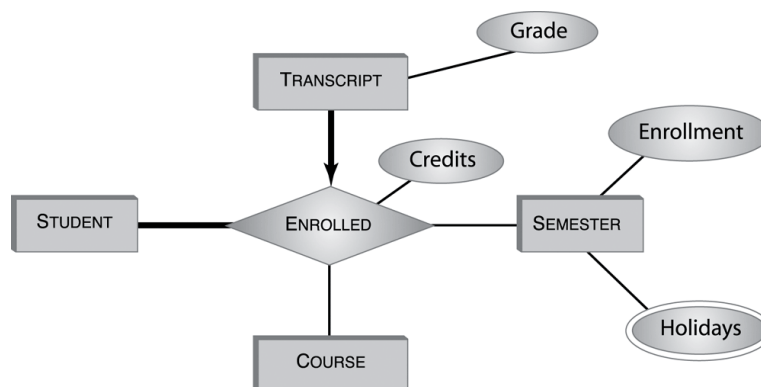 Grade
TRANSCRIPT
Enrollment
Credits
STUDENT
ENROLLED
SEMESTER
Holidays
COURSE